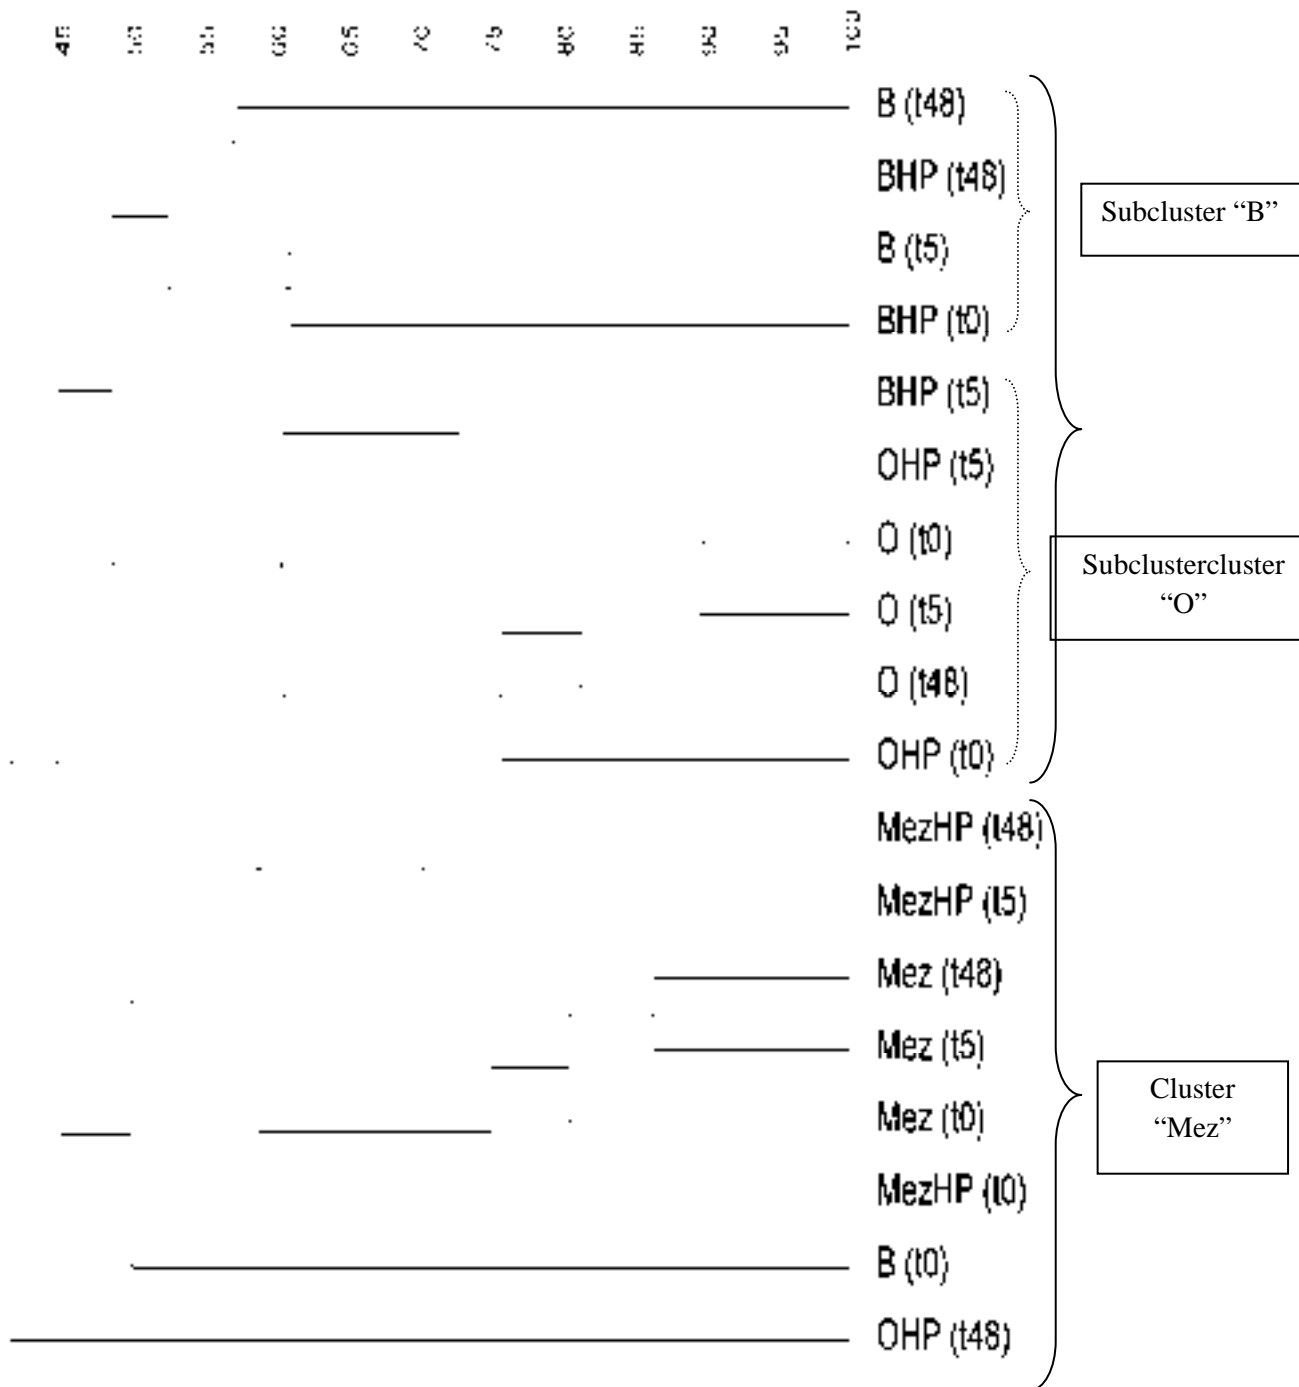 45 50 55 60 65 70 75 80 85 90 95 100
B (t48)
BHP (t48)
Subcluster “B”
B (t5)
BHP (t0)
BHP (t5)
OHP (t5)
O (t0)
Subclustercluster
“O”
O (t5)
O (t48)
OHP (t0)
MezHP (t48)
MezHP (t5)
Mez (t48)
Mez (t5)
Cluster
“Mez”
Mez (t0)
MezHP (t0)
B (t0)
OHP (t48)